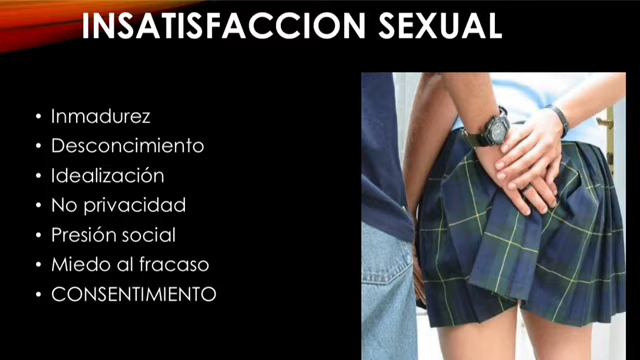 INSATISFACCION SEXUAL
• Inmadurez
• Desconcimiento
• Idealización
• No privacidad
• Presión social
• Miedo al fracaso
• CONSENTIMIENTO